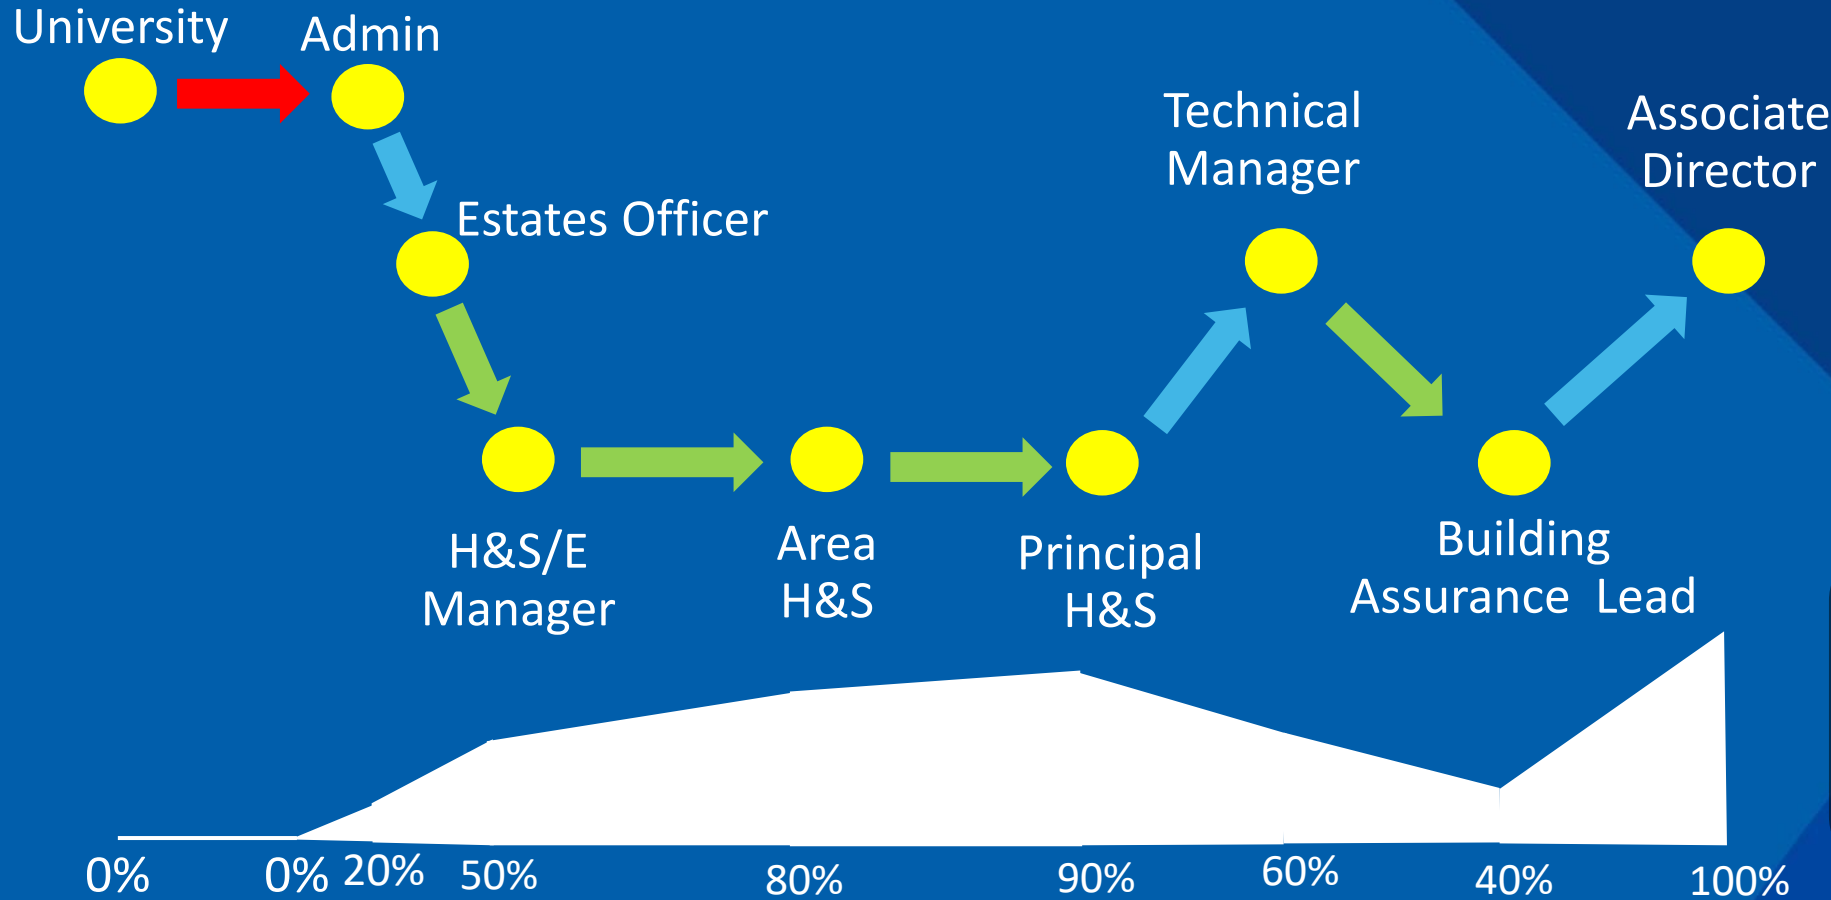 University
Admin
Estates Officer
Technical
Manager
Associate
Director
H&S/E
Manager
Area
H&S
Principal
H&S
Building
Assurance  Lead
0%
0%
20%
50%
80%
90%
60%
40%
100%